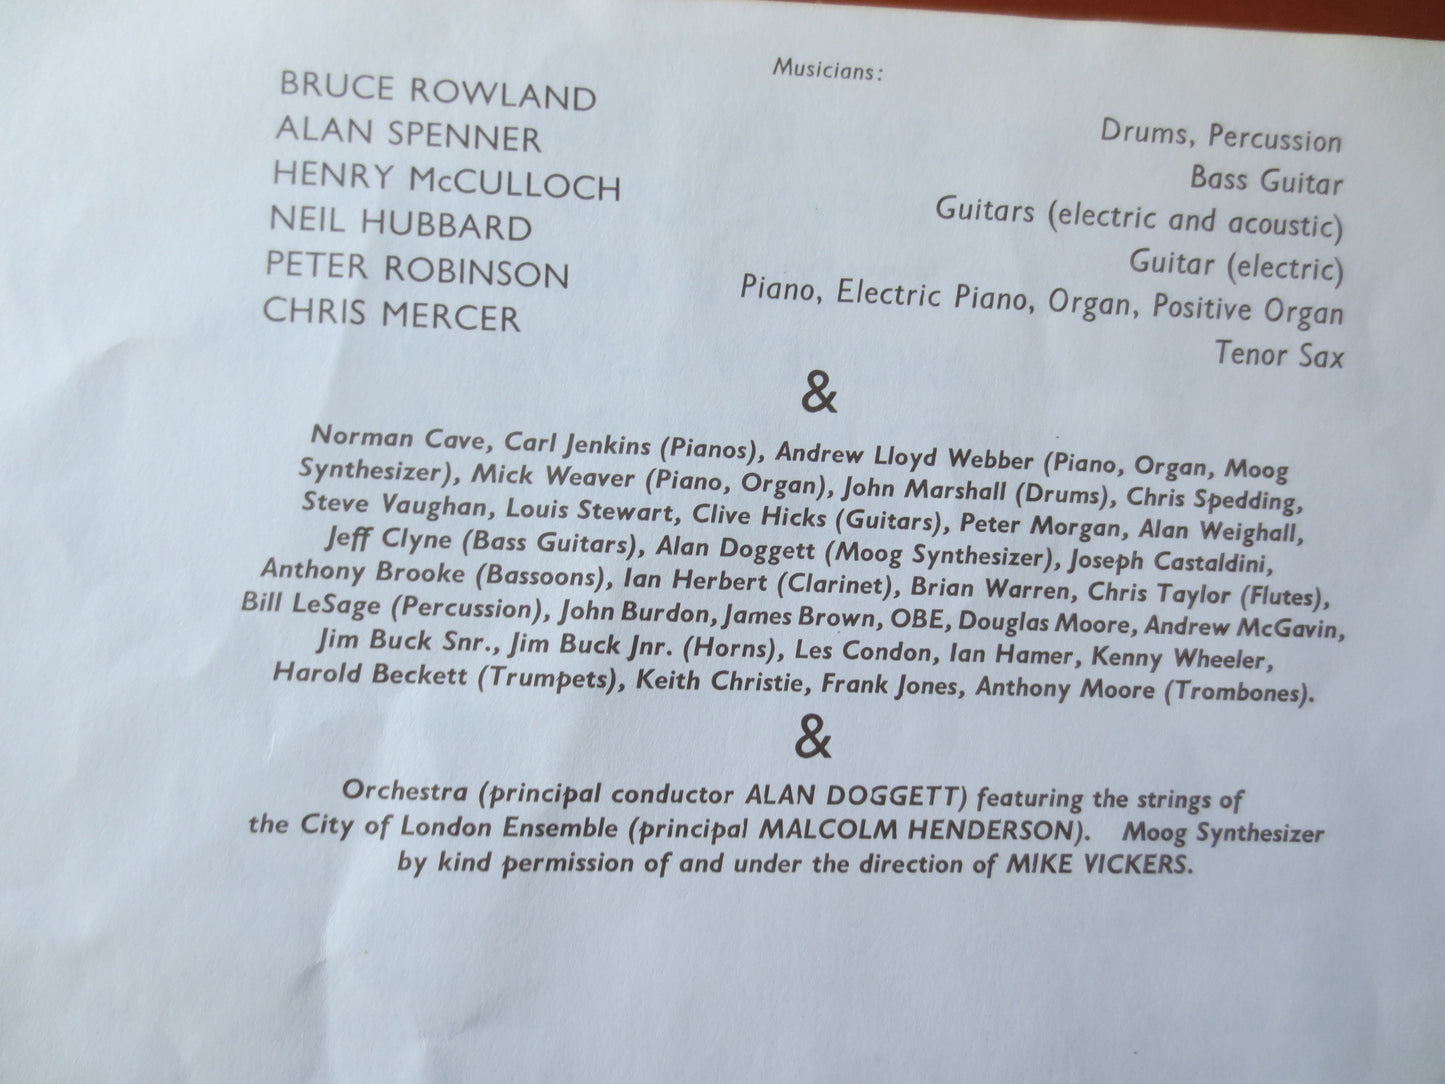 Musicians:
BRUCE ROWLAND Drums, Percussion
ALAN SPENNER Bass Guitar
HENRY McCULLOCH Guitars (electric and acoustic)
NEIL HUBBARD Guitar (electric)
PETER ROBINSON Piano, Electric Piano, Organ, Positive Organ
CHRIS MERCER Tenor Sax
&
Norman Cave, Carl Jenkins (Pianos), Andrew Lloyd Webber (Piano, Organ, Moog
Synthesizer), Mick Weaver (Piano, Organ), John Marshall (Drums), Chris Spedding,
Steve Vaughan, Louis Stewart, Clive Hicks (Guitars), Peter Morgan, Alan Weighall,
Jeff Clyne (Bass Guitars), Alan Doggett (Moog Synthesizer), Joseph Castaldini,
Anthony Brooke (Bassoons), Ian Herbert (Clarinet), Brian Warren, Chris Taylor (Flutes),
Bill LeSage (Percussion), John Burdon, James Brown, OBE, Douglas Moore, Andrew McGavin,
Jim Buck Snr., Jim Buck Jnr. (Horns), Les Condon, Ian Hamer, Kenny Wheeler,
Harold Beckett (Trumpets), Keith Christie, Frank Jones, Anthony Moore (Trombones).
&
Orchestra (principal conductor ALAN DOGGETT) featuring the strings of
the City of London Ensemble (principal MALCOLM HENDERSON). Moog Synthesizer
by kind permission of and under the direction of MIKE VICKERS.